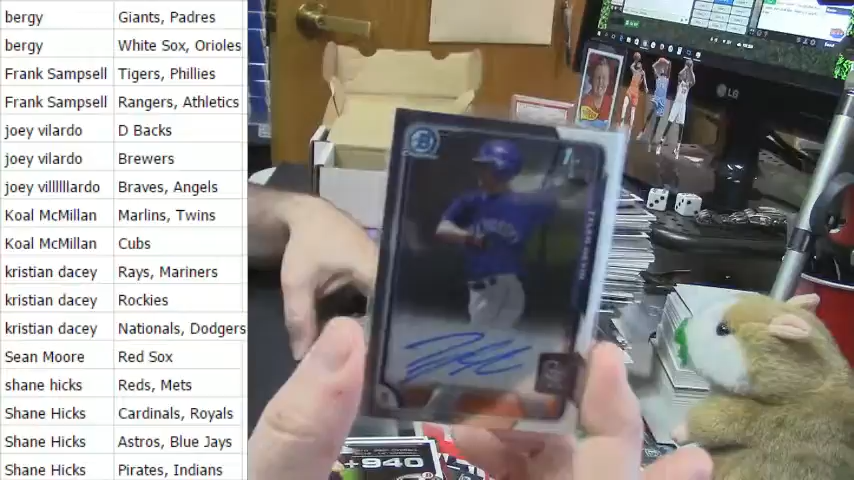 bergy Giants, Padres
bergy White Sox, Orioles
Frank Sampsell Tigers, Phillies
Frank Sampsell Rangers, Athletics
joey vilardo D Backs
joey vilardo Brewers
joey villllllardo Braves, Angels
Koal McMillan Marlins, Twins
Koal McMillan Cubs
kristian dacey Rays, Mariners
kristian dacey Rockies
kristian dacey Nationals, Dodgers
Sean Moore Red Sox
shane hicks Reds, Mets
Shane Hicks Cardinals, Royals
Shane Hicks Astros, Blue Jays
Shane Hicks Pirates, Indians
LG
B
+940